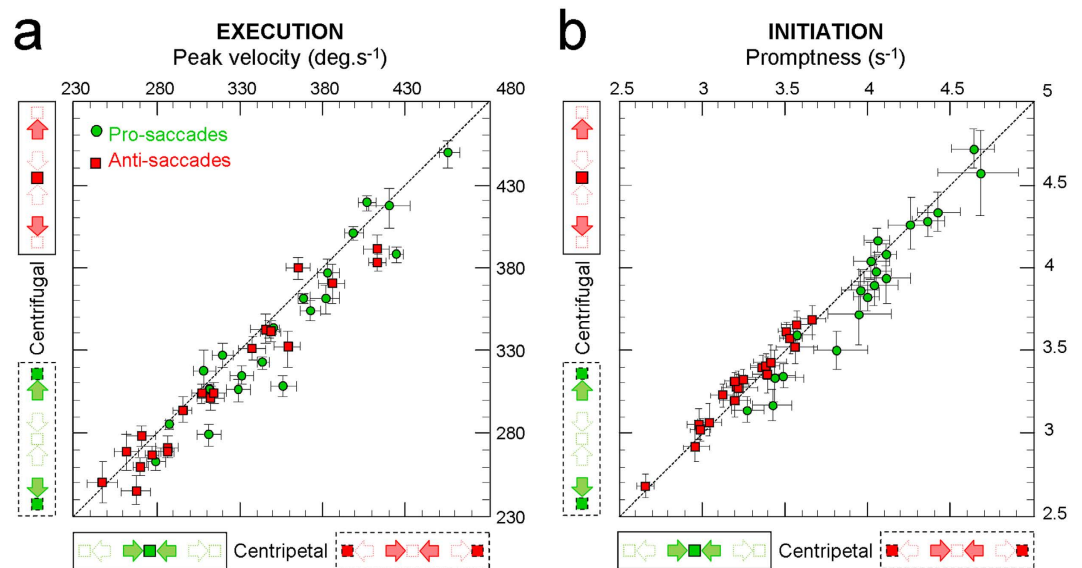 a
EXECUTION
Peak velocity (deg.s⁻¹)
230 280 330 380 430 480
Pro-saccades
Anti-saccades
430
380
330
280
230
Centrifugal
Centripetal
b
INITIATION
Promptness (s⁻¹)
2.5 3 3.5 4 4.5 5
4.5
4
3.5
3
2.5
Centrifugal
Centripetal